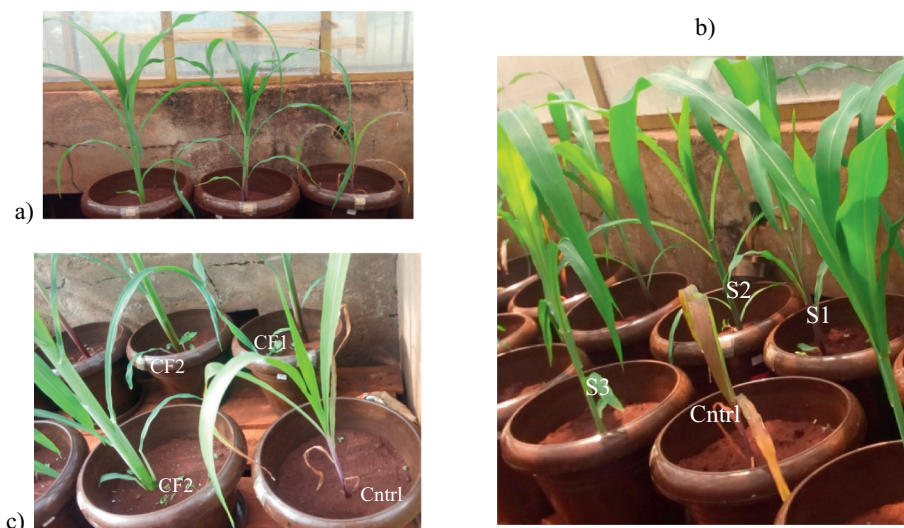 a)
b)
S2
S1
S3
Cntrl
c)
CF1
CF2
CF2
Cntrl